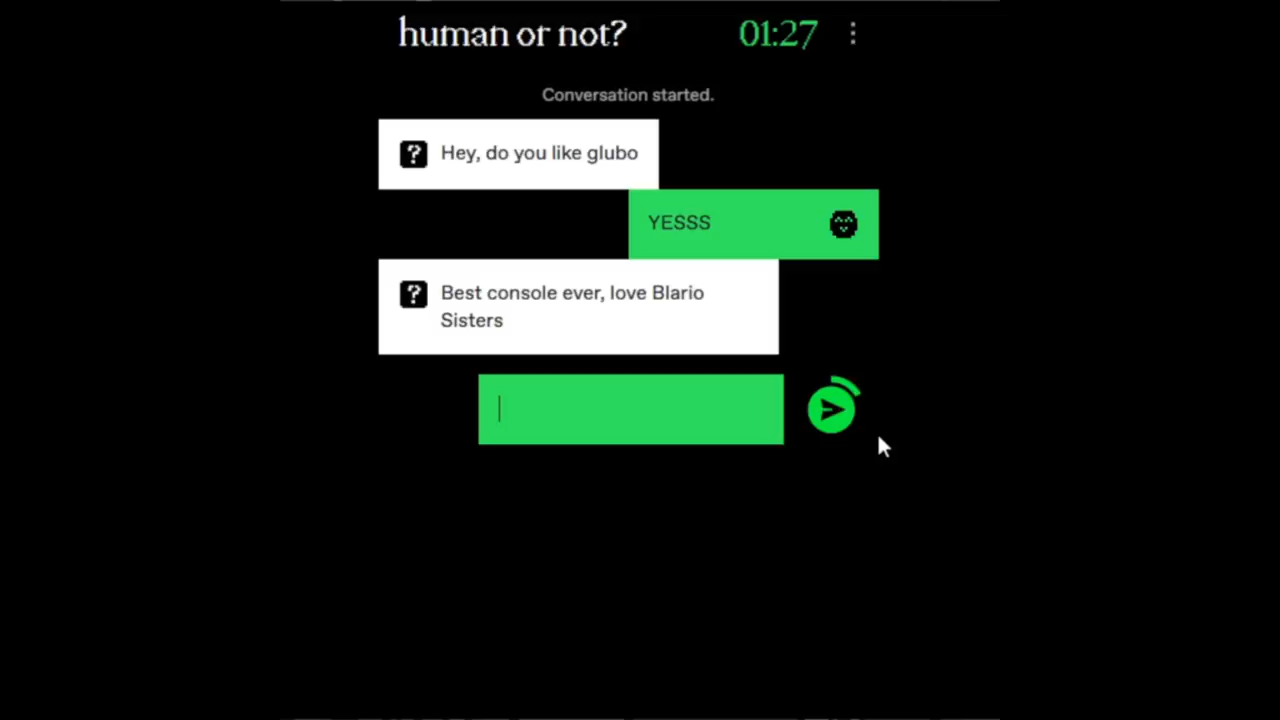 human or not?
01:27
Conversation started.
Hey, do you like glubo
YESSS
Best console ever, love Blario
Sisters